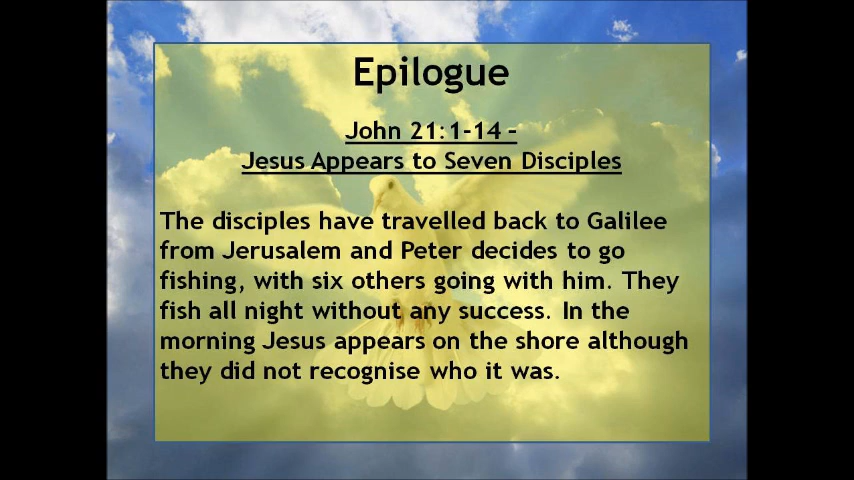 Epilogue
John 21:1-14 –
Jesus Appears to Seven Disciples
The disciples have travelled back to Galilee
from Jerusalem and Peter decides to go
fishing, with six others going with him. They
fish all night without any success. In the
morning Jesus appears on the shore although
they did not recognise who it was.